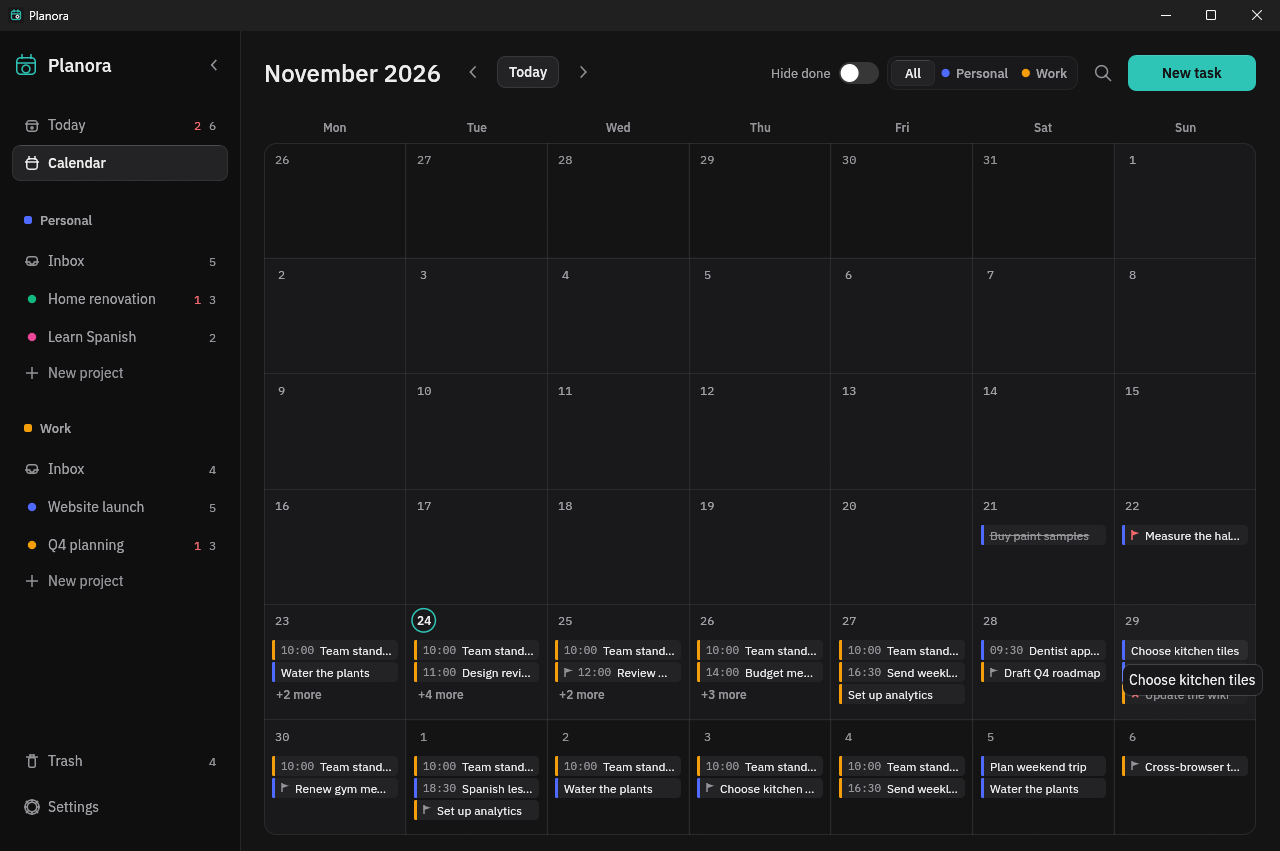 Planora
Planora
Today 2 6
Calendar
Personal
Inbox 5
Home renovation 1 3
Learn Spanish 2
New project
Work
Inbox 4
Website launch 5
Q4 planning 1 3
New project
Trash 4
Settings
November 2026
Today
Hide done
All
Personal
Work
New task
Mon Tue Wed Thu Fri Sat Sun
26 27 28 29 30 31 1
2 3 4 5 6 7 8
9 10 11 12 13 14 15
16 17 18 19 20 21 22
Buy paint samples
Measure the hal...
23 24 25 26 27 28 29
10:00 Team stand...
Water the plants
+2 more
10:00 Team stand...
11:00 Design revi...
+4 more
10:00 Team stand...
12:00 Review ...
+2 more
10:00 Team stand...
14:00 Budget me...
+3 more
10:00 Team stand...
16:30 Send weekl...
Set up analytics
09:30 Dentist app...
Draft Q4 roadmap
Choose kitchen tiles
Choose kitchen tiles
Update the wiki
30 1 2 3 4 5 6
10:00 Team stand...
Renew gym me...
10:00 Team stand...
18:30 Spanish les...
Set up analytics
10:00 Team stand...
Water the plants
10:00 Team stand...
Choose kitchen ...
10:00 Team stand...
16:30 Send weekl...
Plan weekend trip
Water the plants
Cross-browser t...